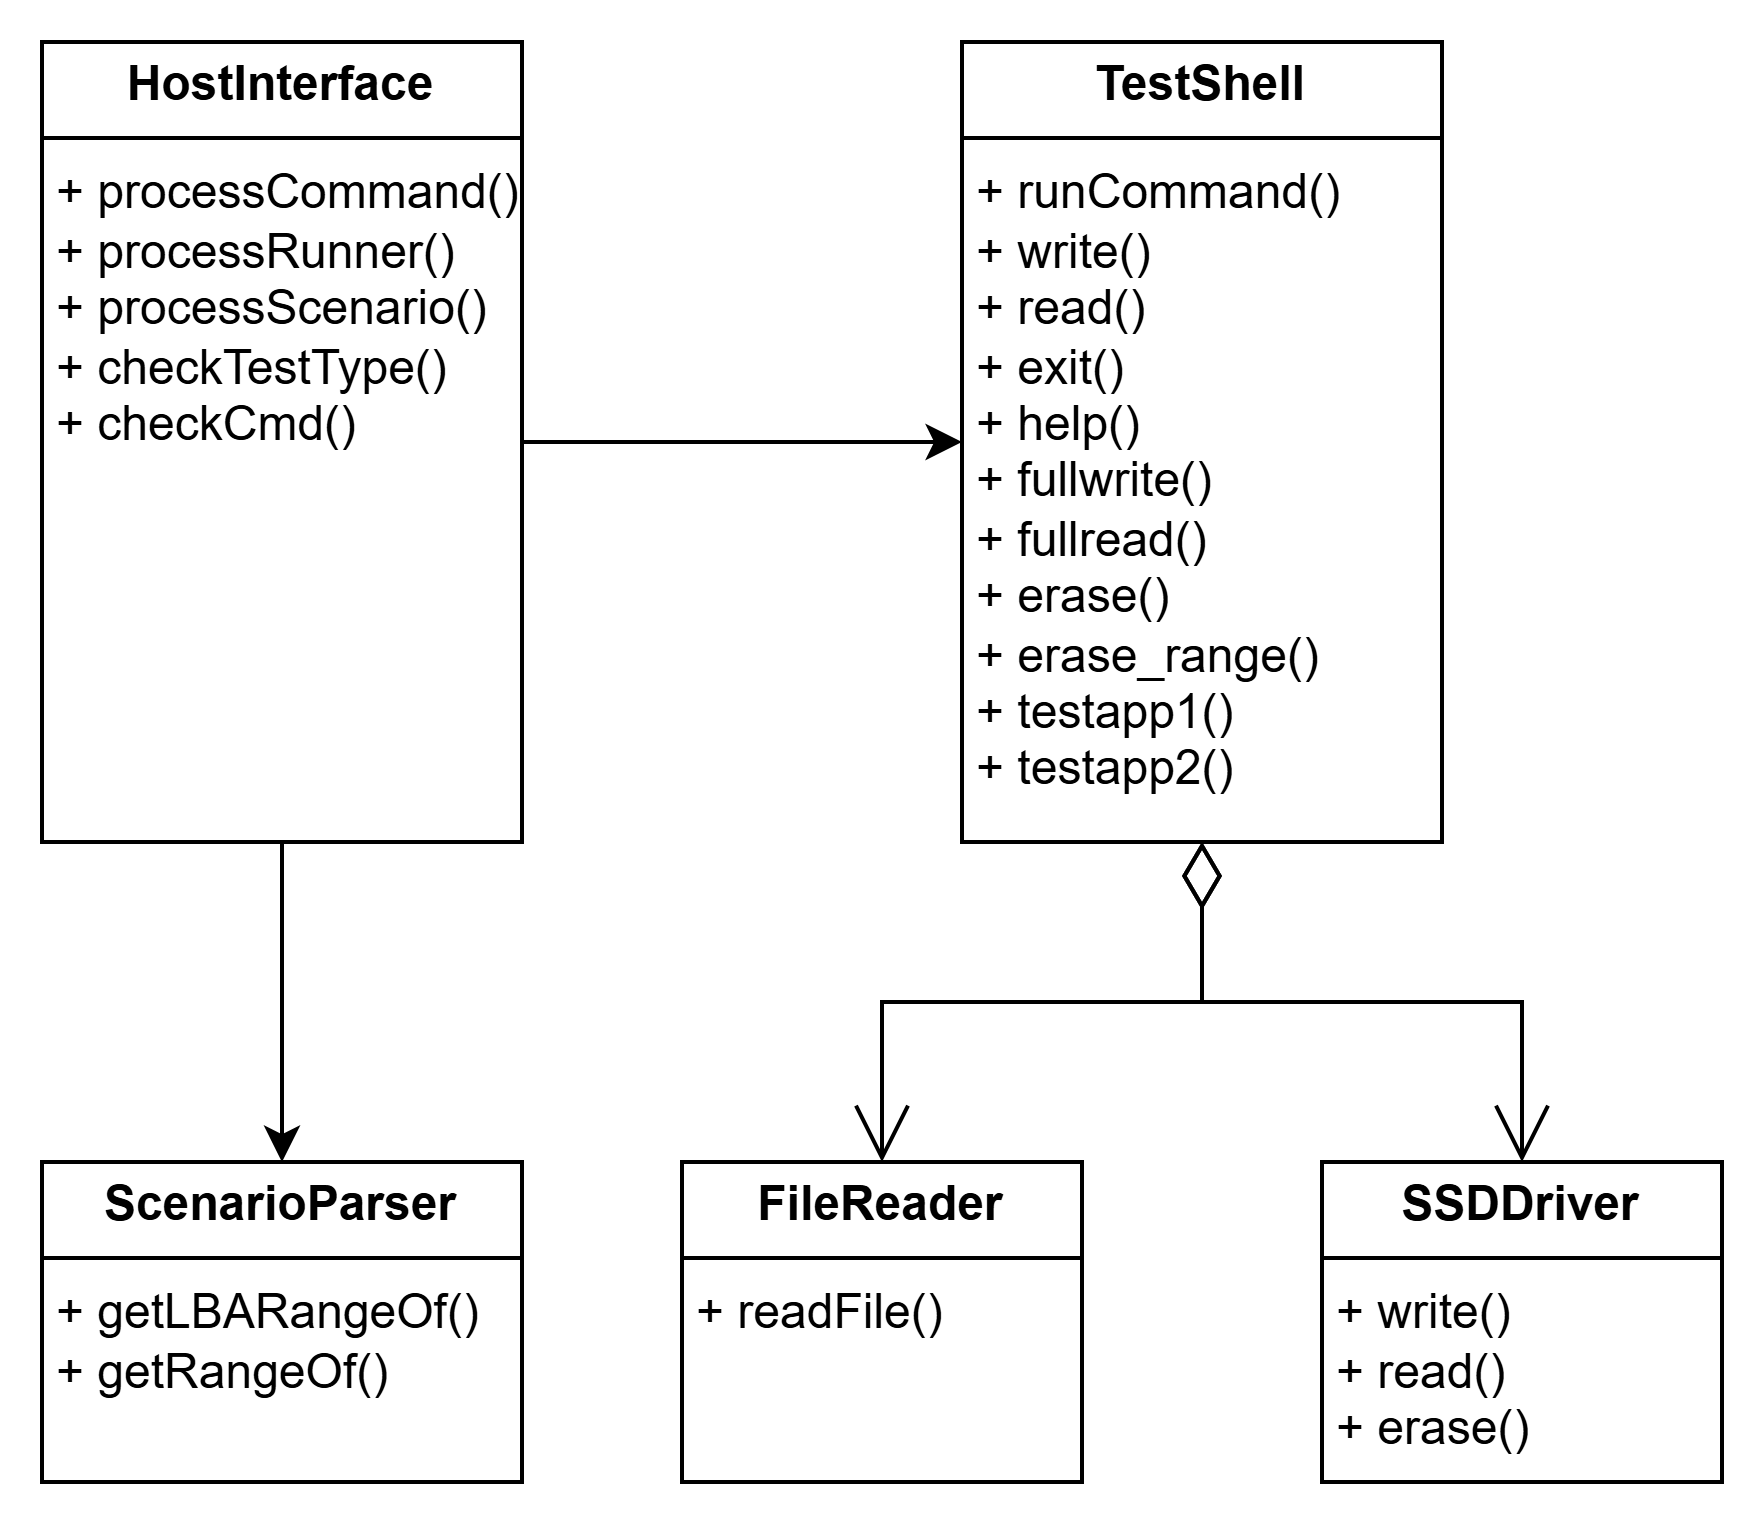 HostInterface
+ processCommand()
+ processRunner()
+ processScenario()
+ checkTestType()
+ checkCmd()
TestShell
+ runCommand()
+ write()
+ read()
+ exit()
+ help()
+ fullwrite()
+ fullread()
+ erase()
+ erase_range()
+ testapp1()
+ testapp2()
ScenarioParser
+ getLBARangeOf()
+ getRangeOf()
FileReader
+ readFile()
SSDDriver
+ write()
+ read()
+ erase()